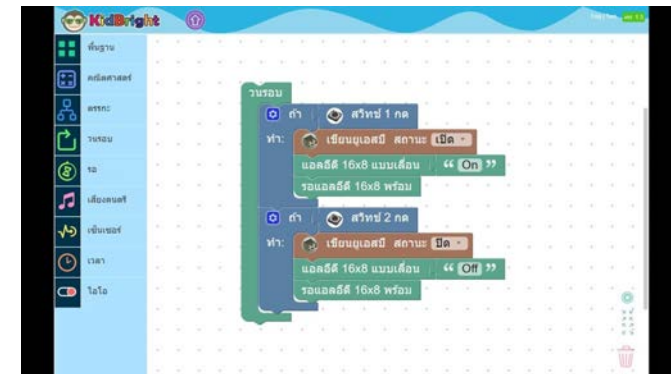 KidBright
พื้นฐาน
คณิตศาสตร์
ตรรกะ
วนรอบ
รอ
เสียงดนตรี
เซ็นเซอร์
เวลา
ไอโอ
วนรอบ
ถ้า สวิทช์ 1 กด
ทำ: เขียนยูเอสบี สถานะ เปิด
แอลอีดี 16x8 แบบเลื่อน “ On ”
รอแอลอีดี 16x8 พร้อม
ถ้า สวิทช์ 2 กด
ทำ: เขียนยูเอสบี สถานะ ปิด
แอลอีดี 16x8 แบบเลื่อน “ Off ”
รอแอลอีดี 16x8 พร้อม